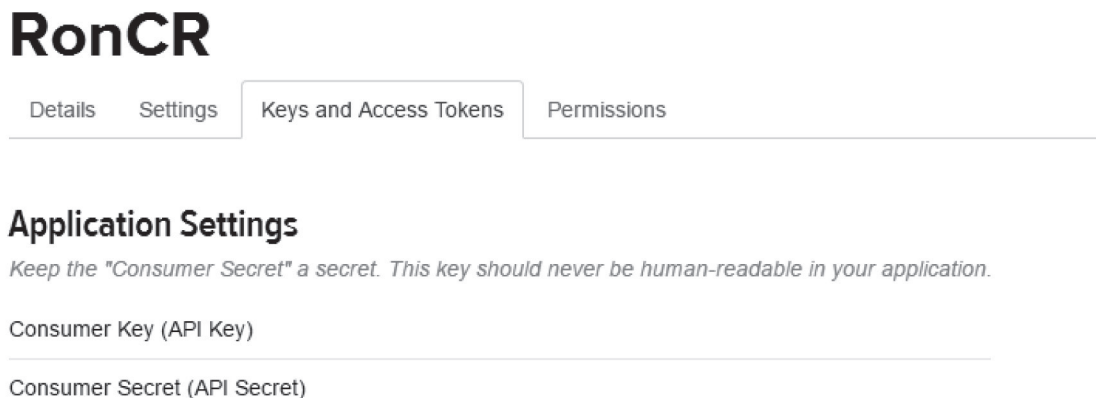 RonCR
Details Settings Keys and Access Tokens Permissions
Application Settings
Keep the "Consumer Secret" a secret. This key should never be human-readable in your application.
Consumer Key (API Key)
Consumer Secret (API Secret)